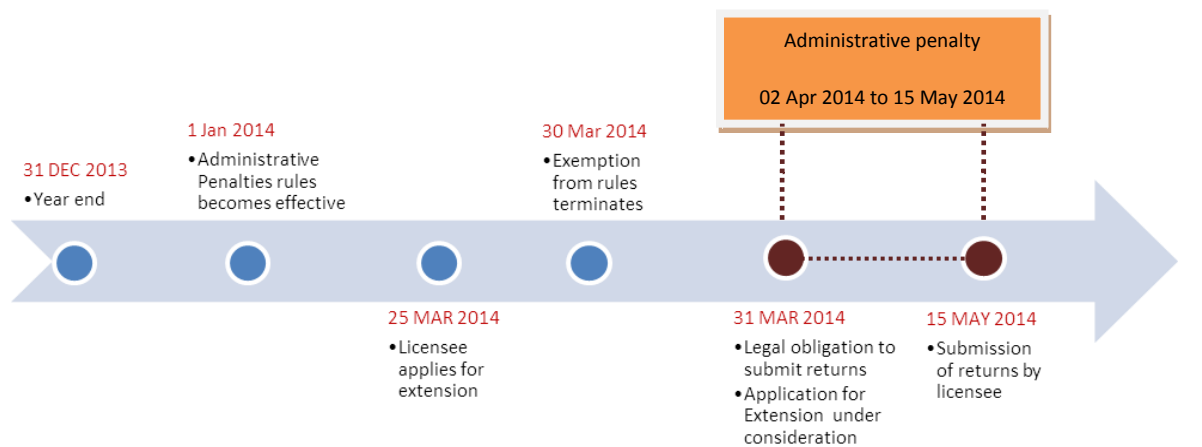 Administrative penalty
02 Apr 2014 to 15 May 2014
31 DEC 2013
•Year end
1 Jan 2014
•Administrative
Penalties rules
becomes effective
25 MAR 2014
•Licensee
applies for
extension
30 Mar 2014
•Exemption
from rules
terminates
31 MAR 2014
•Legal obligation to
submit returns
•Application for
Extension under
consideration
15 MAY 2014
•Submission
of returns by
licensee